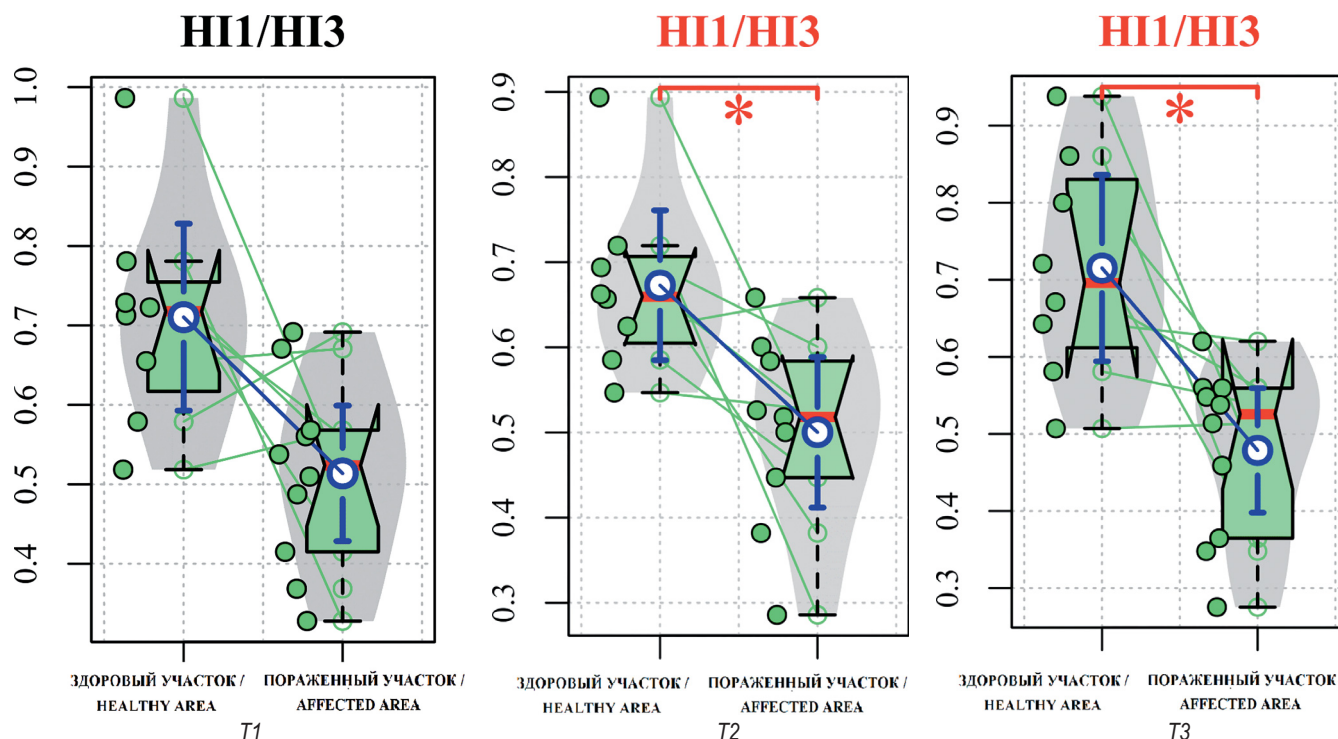 HI1/HI3
1.0
0.9
0.8
0.7
0.6
0.5
0.4
ЗДОРОВЫЙ УЧАСТОК /
HEALTHY AREA
ПОРАЖЕННЫЙ УЧАСТОК /
AFFECTED AREA
T1
HI1/HI3
*
0.9
0.8
0.7
0.6
0.5
0.4
0.3
ЗДОРОВЫЙ УЧАСТОК /
HEALTHY AREA
ПОРАЖЕННЫЙ УЧАСТОК /
AFFECTED AREA
T2
HI1/HI3
*
0.9
0.8
0.7
0.6
0.5
0.4
0.3
ЗДОРОВЫЙ УЧАСТОК /
HEALTHY AREA
ПОРАЖЕННЫЙ УЧАСТОК /
AFFECTED AREA
T3